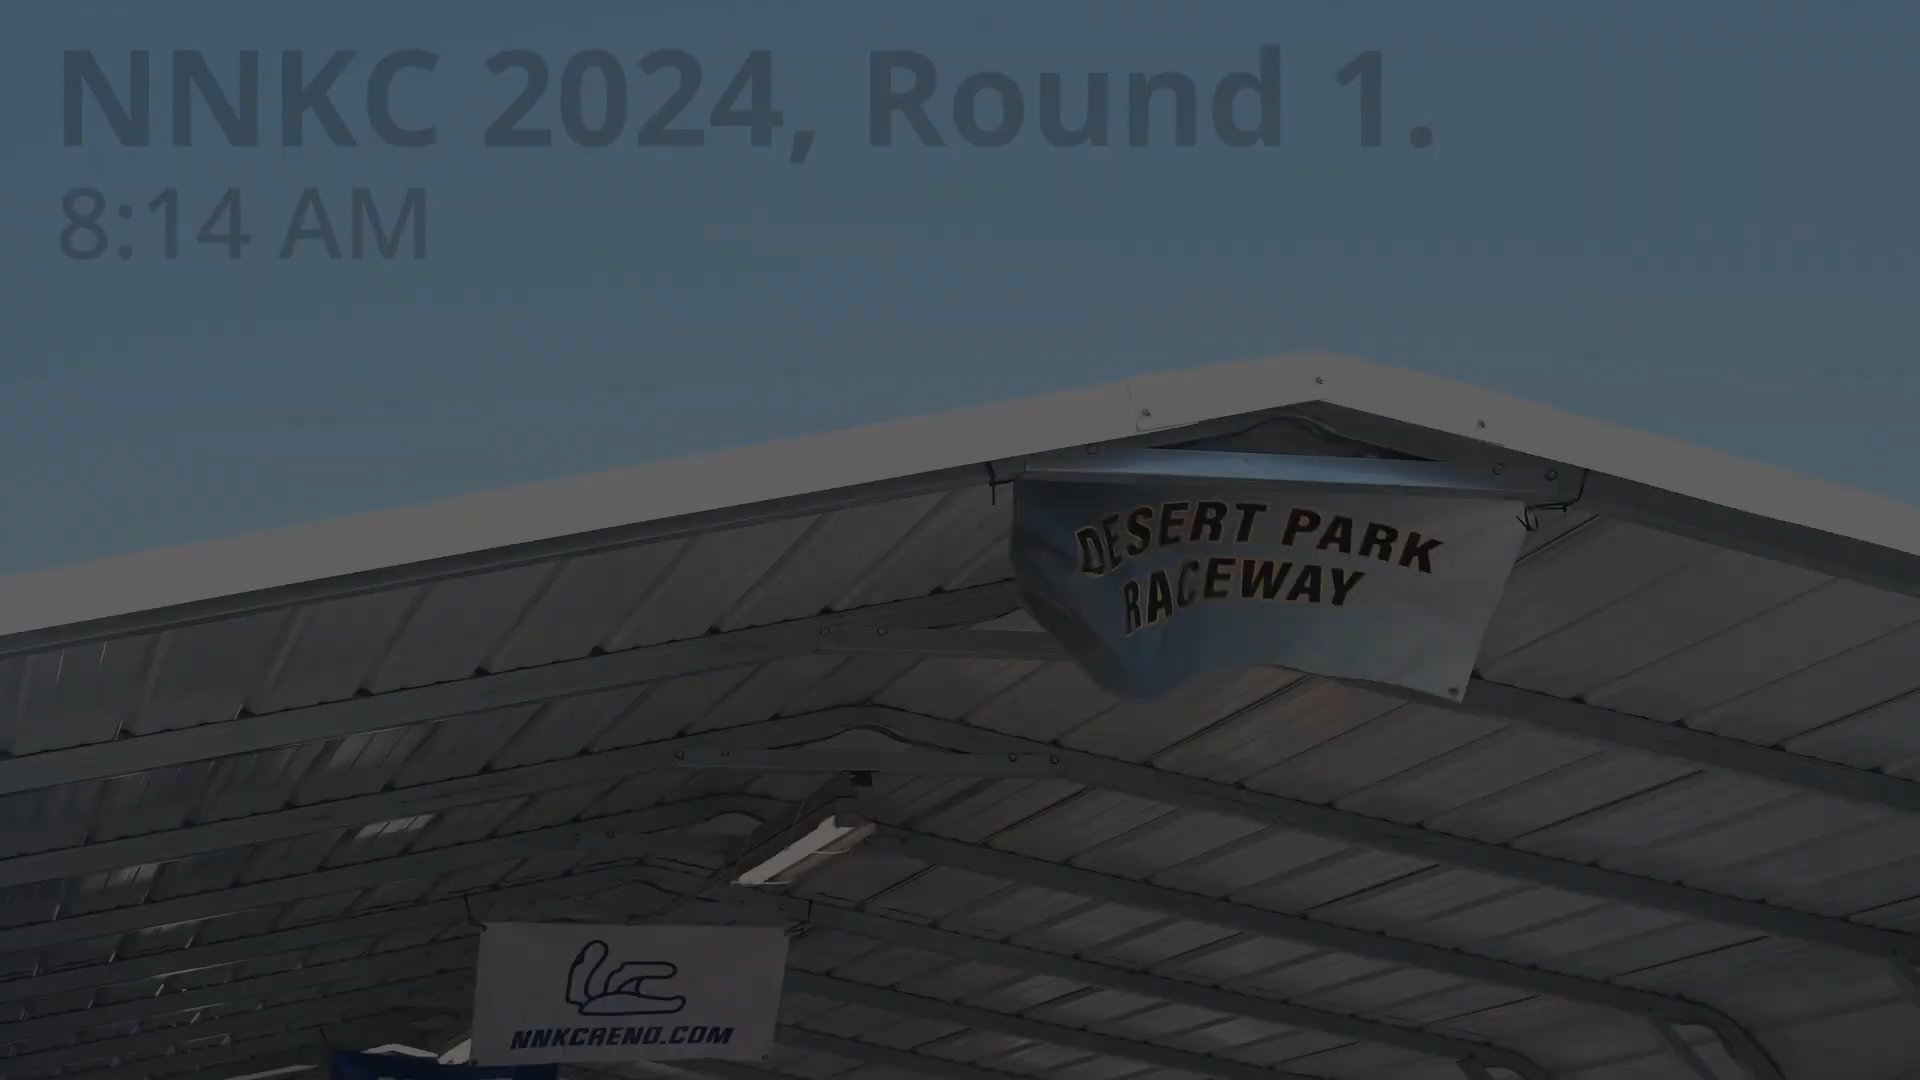 NNKC 2024, Round 1.
8:14 AM
DESERT PARK
RACEWAY
NNKCRENO.COM